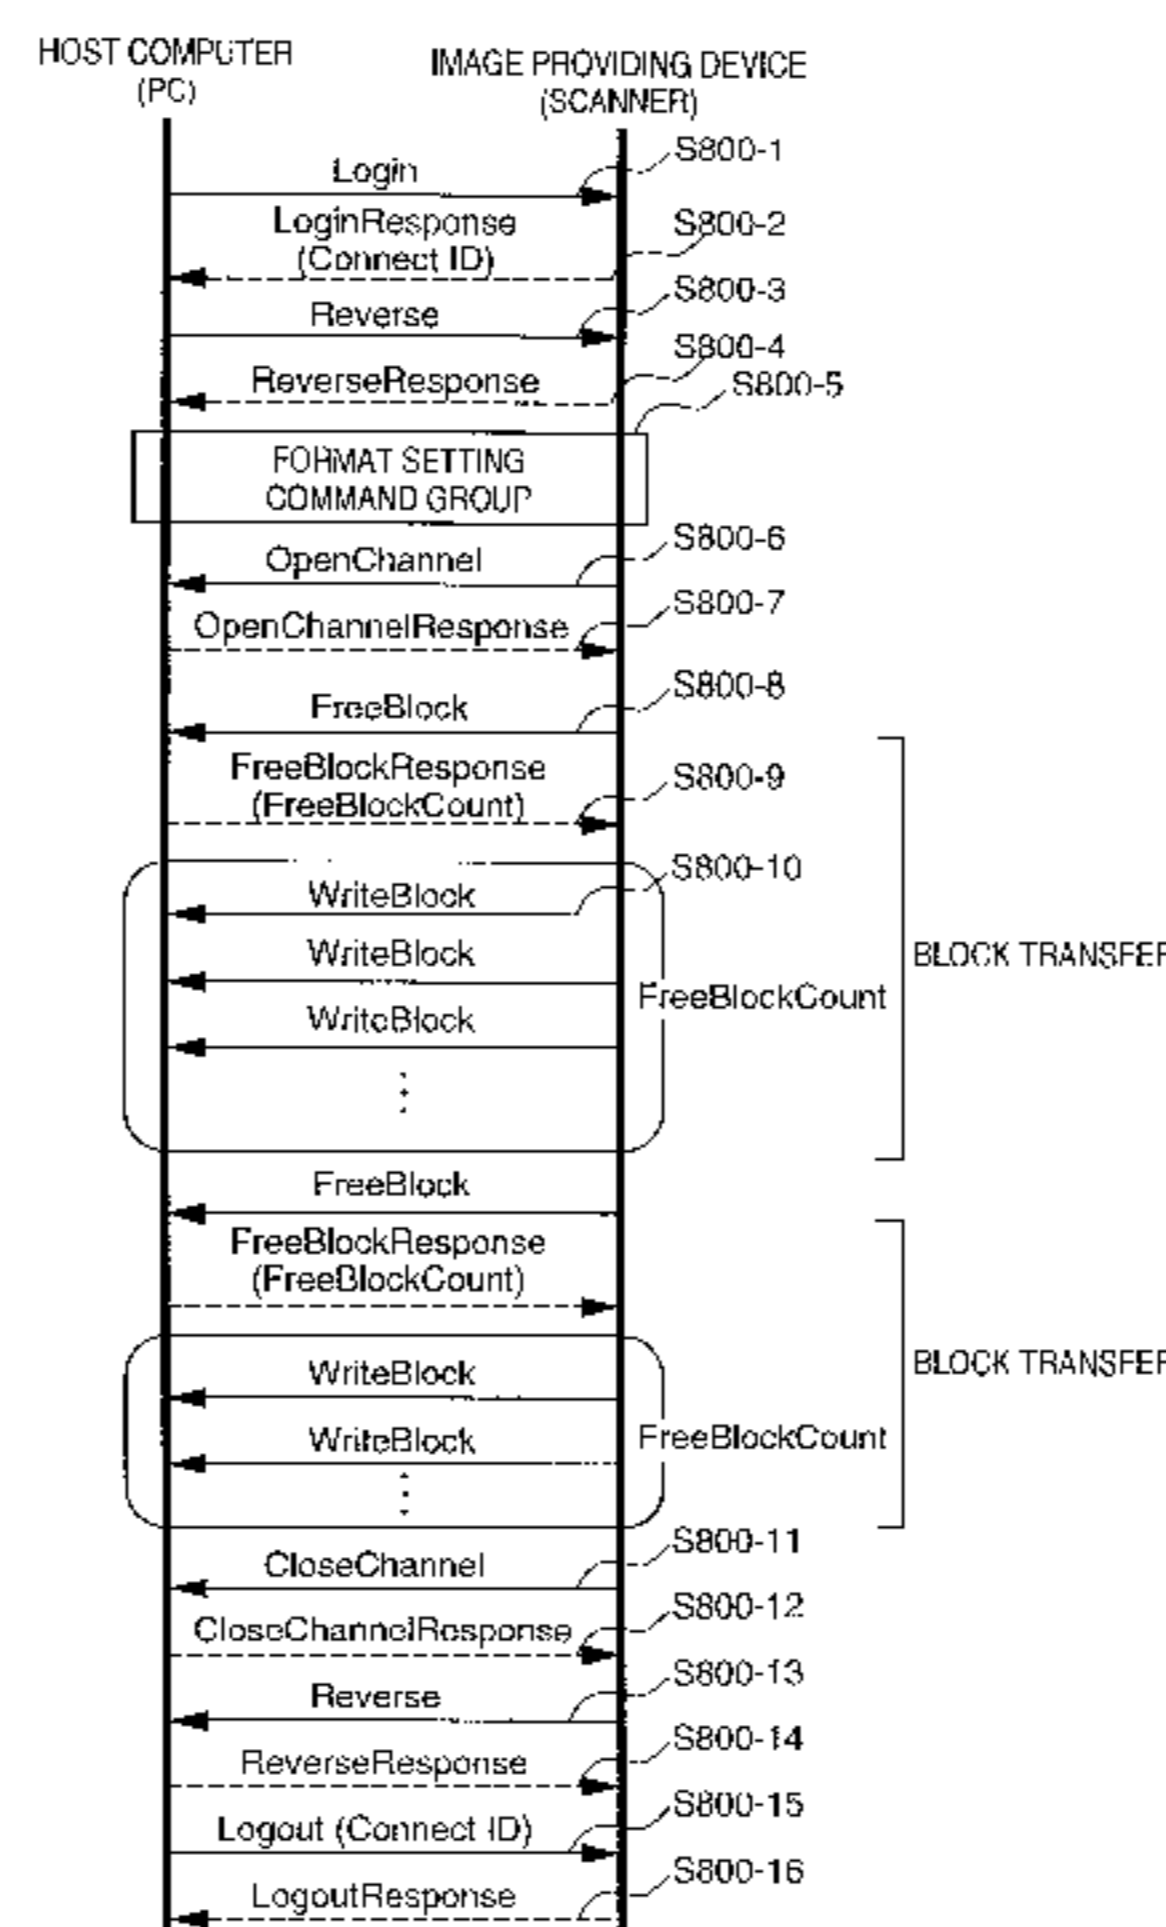 HOST COMPUTER
(PC)
IMAGE PROVIDING DEVICE
(SCANNER)
Login
S800-1
LoginResponse
(Connect ID)
S800-2
Reverse
S800-3
ReverseResponse
S800-4
S800-5
FORMAT SETTING
COMMAND GROUP
OpenChannel
S800-6
OpenChannelResponse
S800-7
FreeBlock
S800-8
FreeBlockResponse
(FreeBlockCount)
S800-9
WriteBlock
S800-10
WriteBlock
BLOCK TRANSFER
FreeBlockCount
WriteBlock
FreeBlock
FreeBlockResponse
(FreeBlockCount)
WriteBlock
BLOCK TRANSFER
WriteBlock
FreeBlockCount
CloseChannel
S800-11
CloseChannelResponse
S800-12
Reverse
S800-13
ReverseResponse
S800-14
Logout (Connect ID)
S800-15
LogoutResponse
S800-16